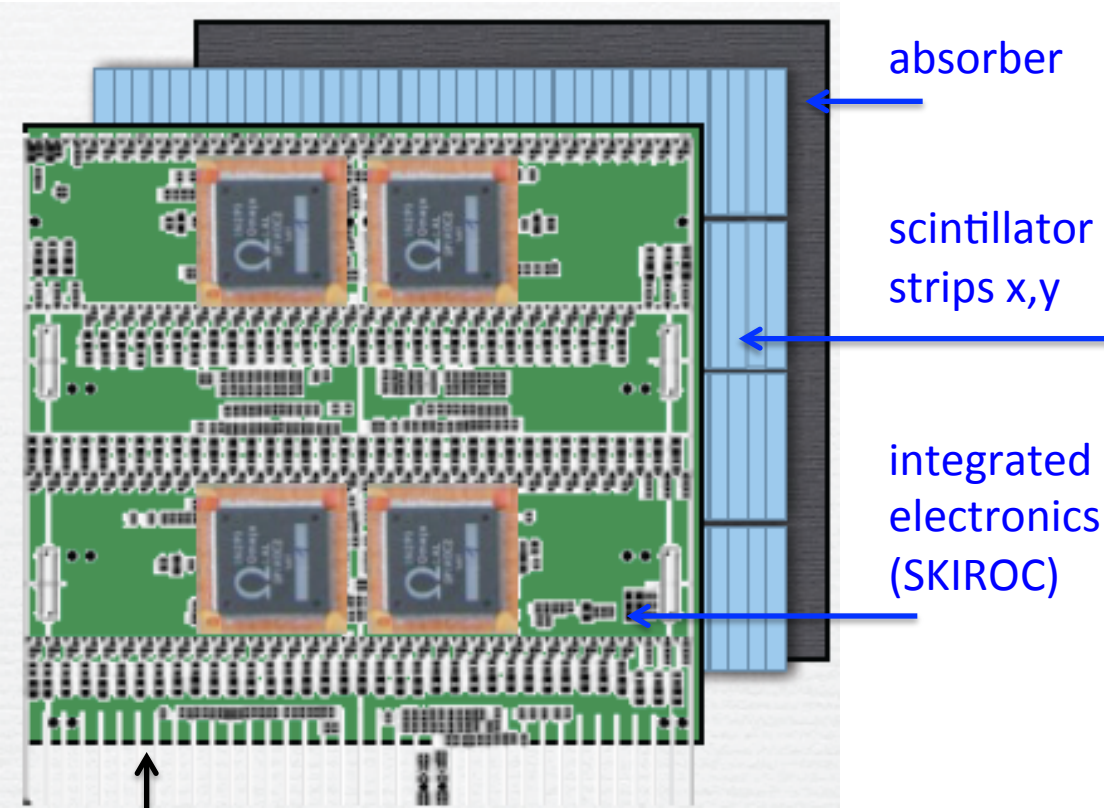 absorber
scintillator
strips x,y
integrated
electronics
(SKIROC)